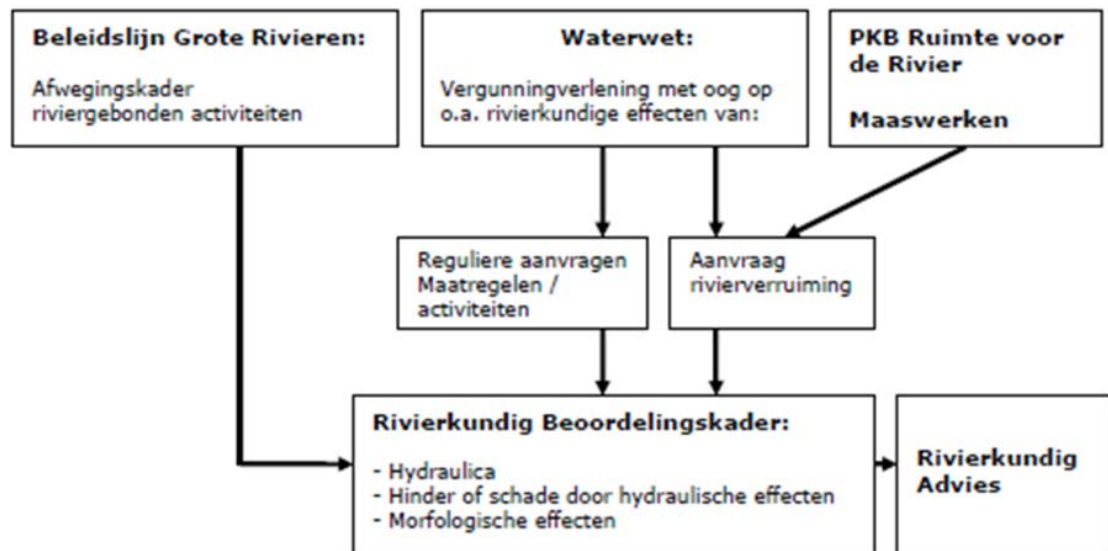 Beleidslijn Grote Rivieren:
Afwegingskader
riviergebonden activiteiten
Waterwet:
Vergunningverlening met oog op
o.a. rivierkundige effecten van:
PKB Ruimte voor
de Rivier
Maaswerken
Reguliere aanvragen
Maatregelen /
activiteiten
Aanvraag
rivierverruiming
Rivierkundig Beoordelingskader:
- Hydraulica
- Hinder of schade door hydraulische effecten
- Morfologische effecten
Rivierkundig
Advies